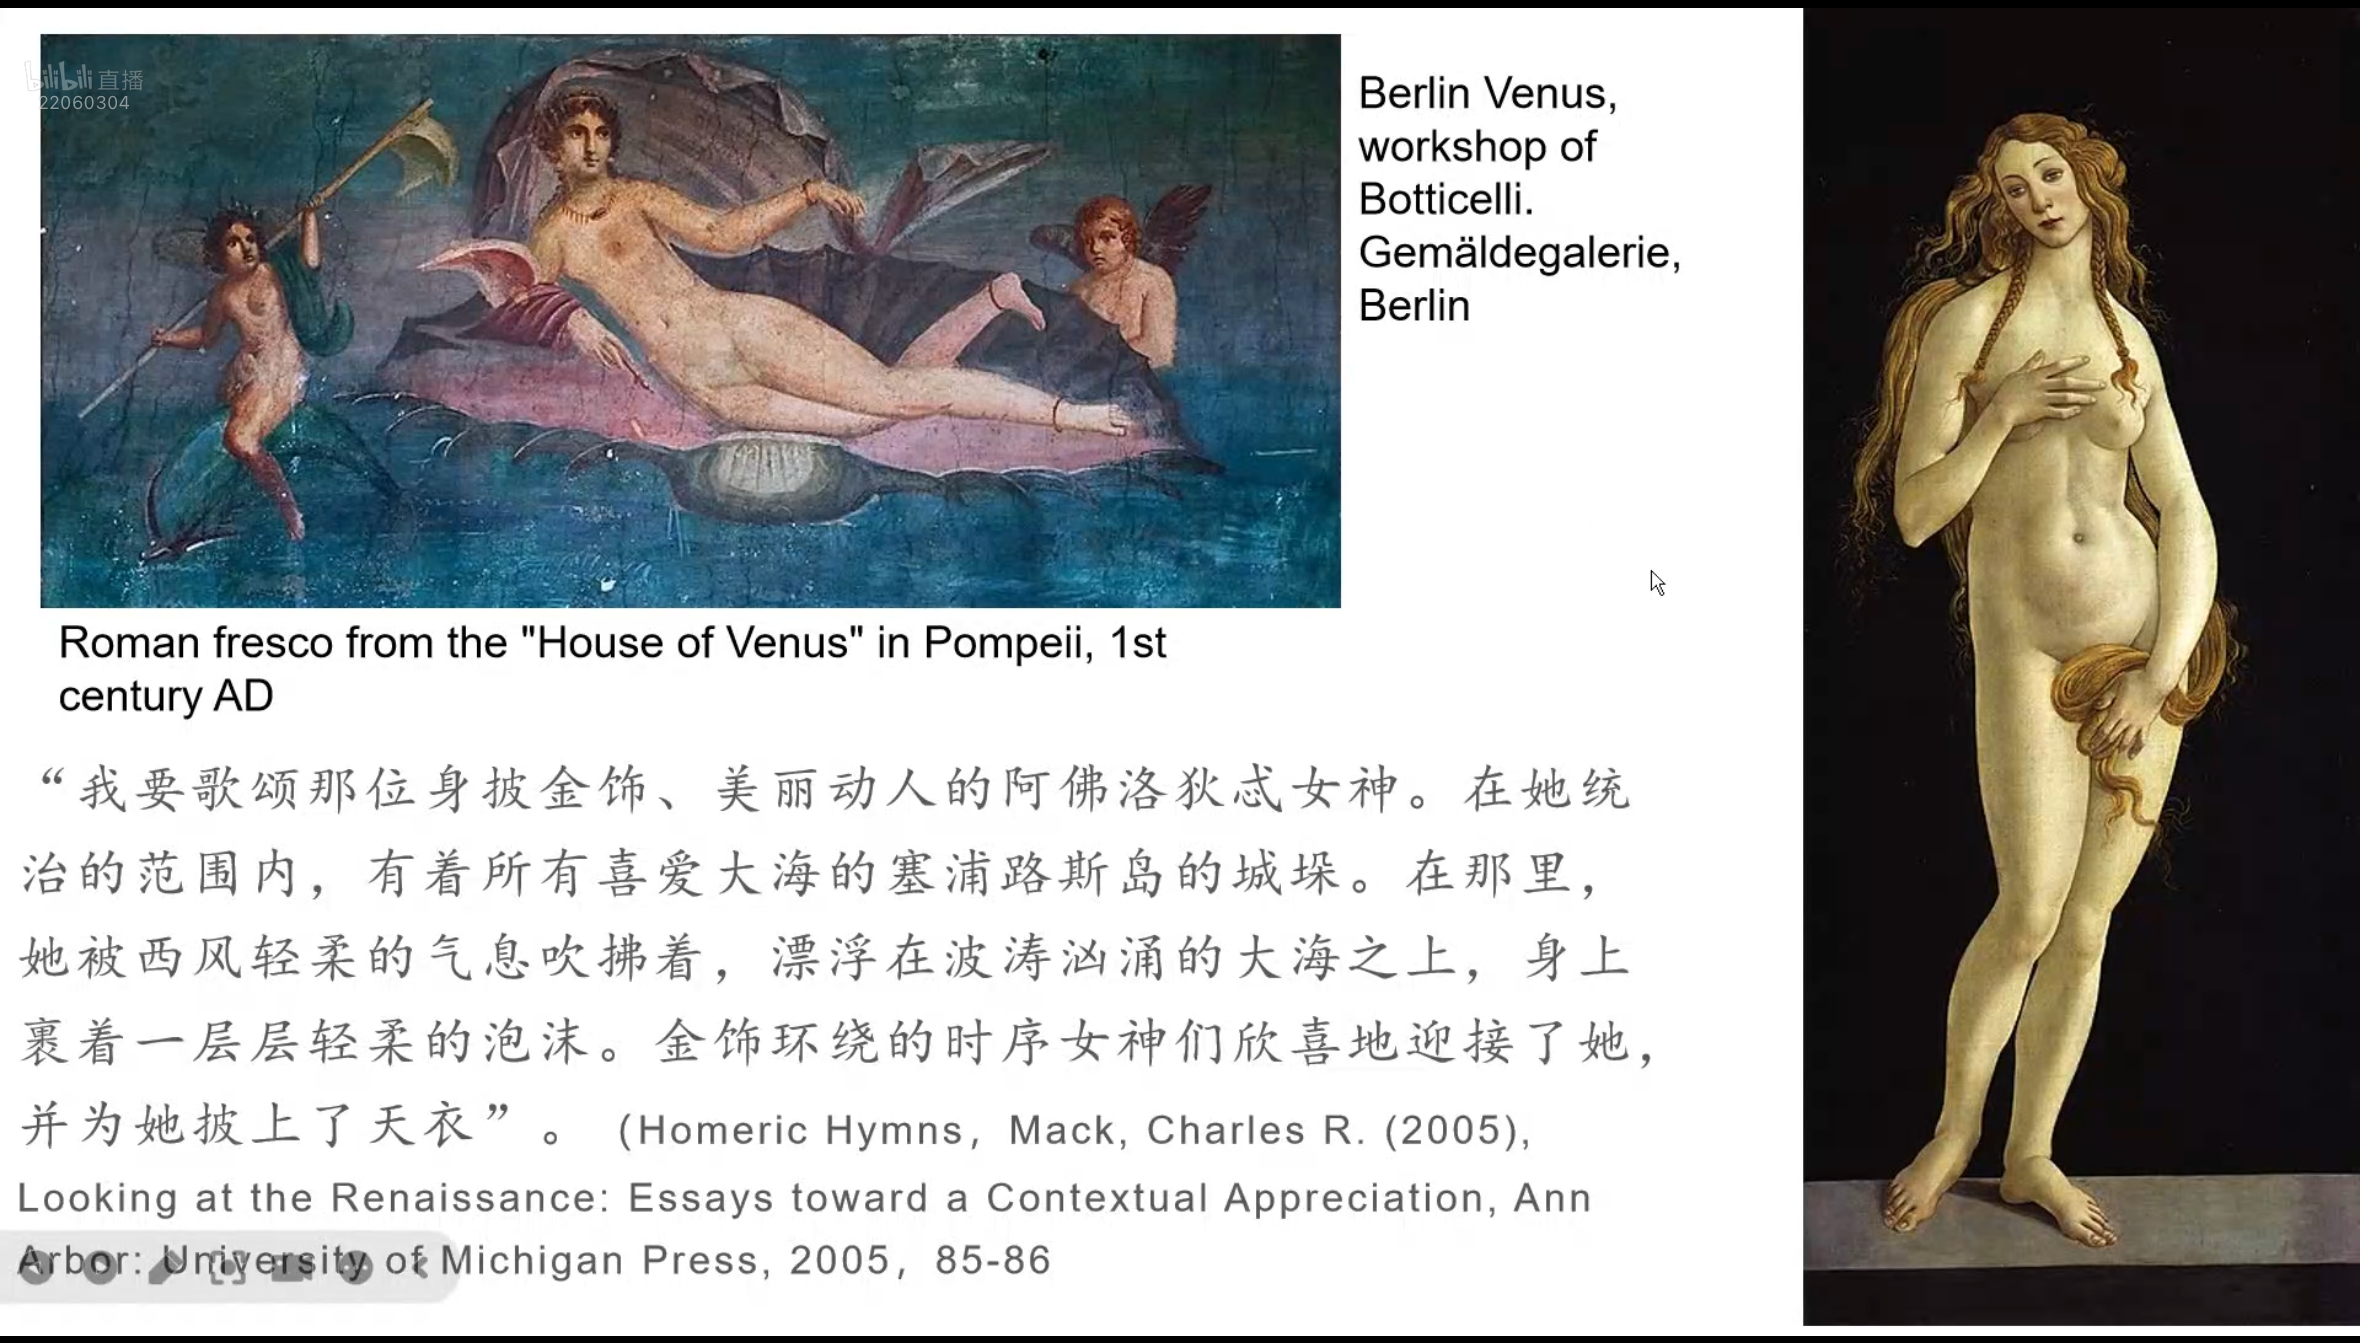 bilibili直播
22060304
Berlin Venus,
workshop of
Botticelli.
Gemäldegalerie,
Berlin
Roman fresco from the "House of Venus" in Pompeii, 1st
century AD
“我要歌颂那位身披金饰、美丽动人的阿佛洛狄忒女神。在她统
治的范围内，有着所有喜爱大海的塞浦路斯岛的城垛。在那里，
她被西风轻柔的气息吹拂着，漂浮在波涛汹涌的大海之上，身上
裹着一层层轻柔的泡沫。金饰环绕的时序女神们欣喜地迎接了她，
并为她披上了天衣”。（Homeric Hymns，Mack, Charles R. (2005),
Looking at the Renaissance: Essays toward a Contextual Appreciation, Ann
Arbor: University of Michigan Press, 2005，85-86